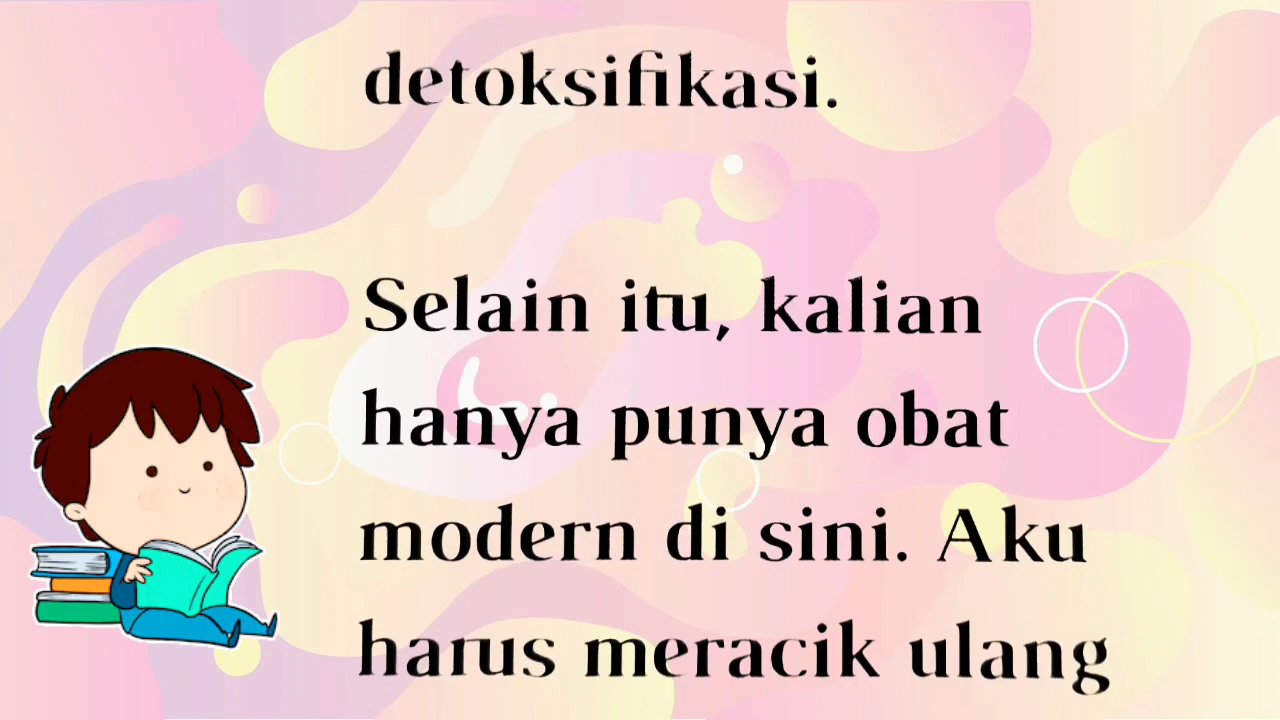 detoksifikasi.
Selain itu, kalian
hanya punya obat
modern di sini. Aku
harus meracik ulang